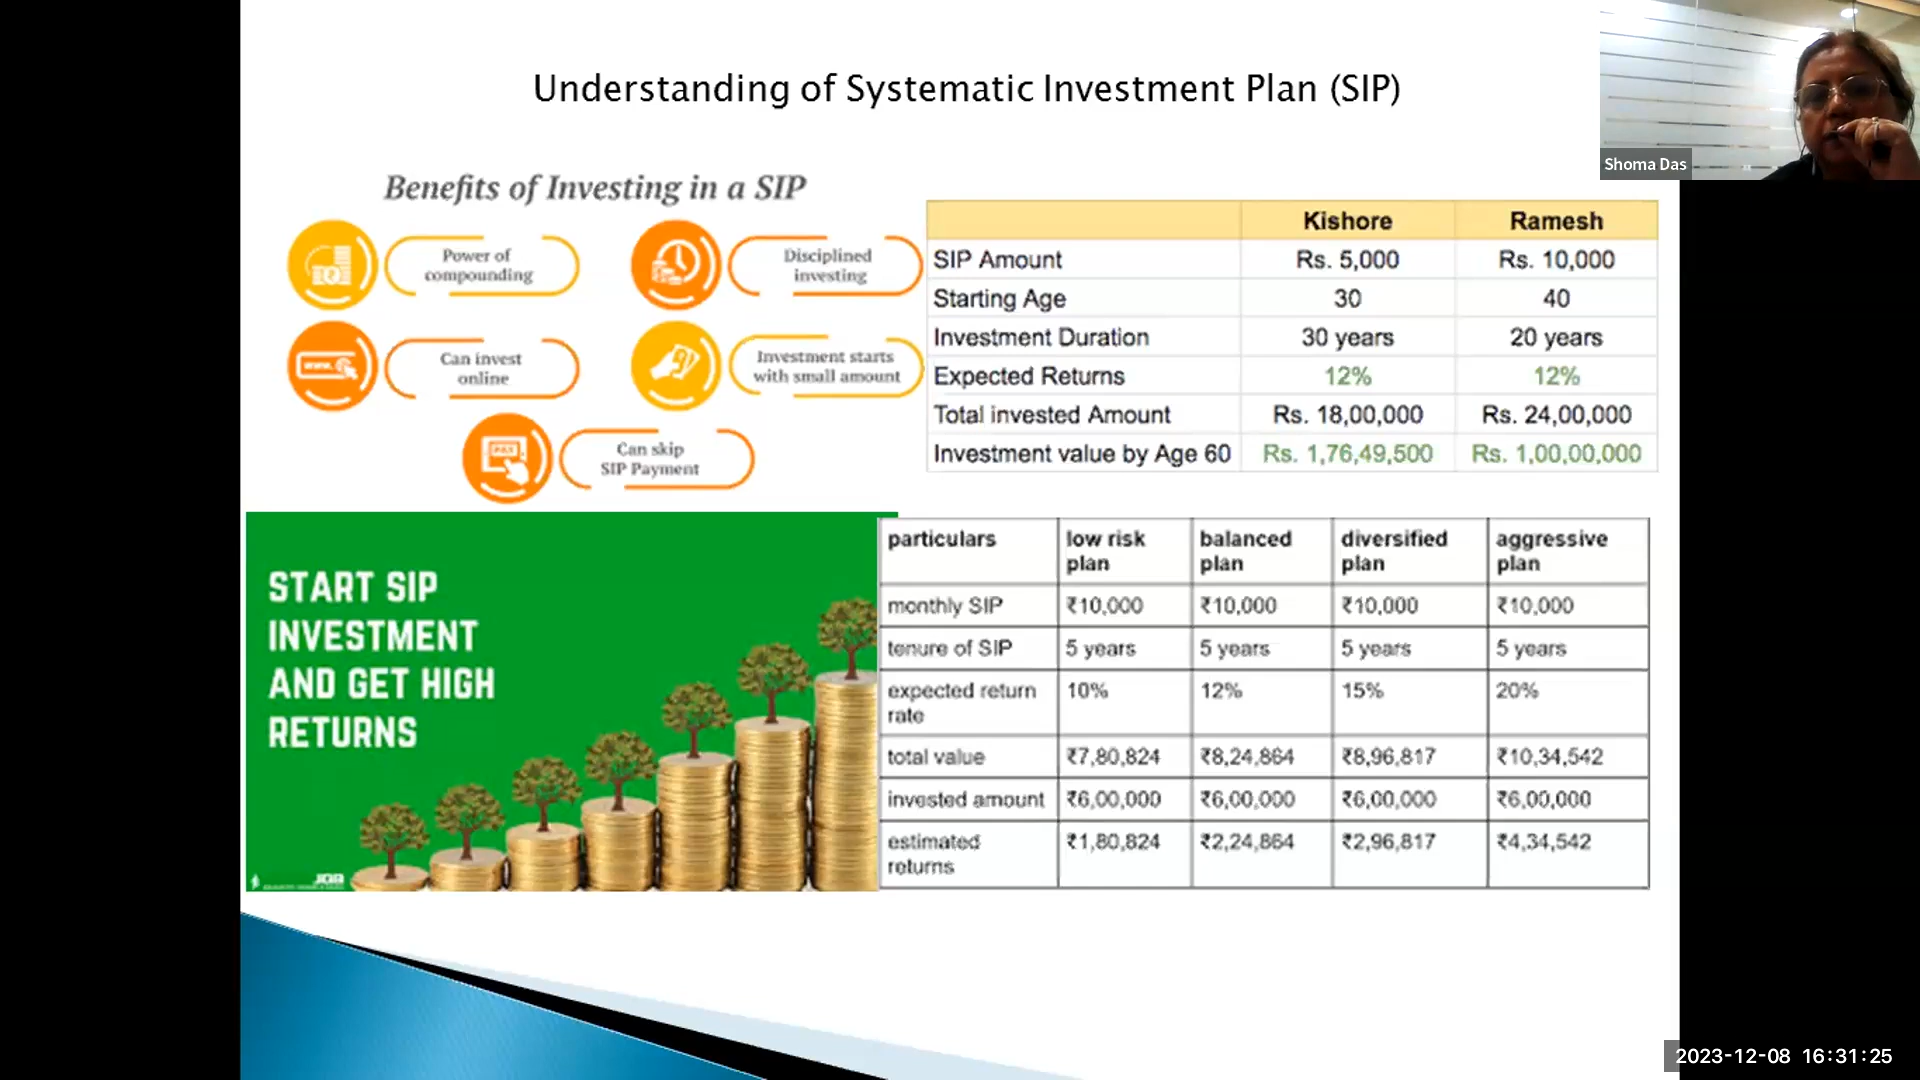 Understanding of Systematic Investment Plan (SIP)
Shoma Das
Benefits of Investing in a SIP
Power of
compounding
Disciplined
investing
Can invest
online
Investment starts
with small amount
PAY
Can skip
SIP Payment
Kishore Ramesh
SIP Amount Rs. 5,000 Rs. 10,000
Starting Age 30 40
Investment Duration 30 years 20 years
Expected Returns 12% 12%
Total invested Amount Rs. 18,00,000 Rs. 24,00,000
Investment value by Age 60 Rs. 1,76,49,500 Rs. 1,00,00,000
START SIP
INVESTMENT
AND GET HIGH
RETURNS
particulars low risk plan balanced plan diversified plan aggressive plan
monthly SIP ₹10,000 ₹10,000 ₹10,000 ₹10,000
tenure of SIP 5 years 5 years 5 years 5 years
expected return rate 10% 12% 15% 20%
total value ₹7,80,824 ₹8,24,864 ₹8,96,817 ₹10,34,542
invested amount ₹6,00,000 ₹6,00,000 ₹6,00,000 ₹6,00,000
estimated returns ₹1,80,824 ₹2,24,864 ₹2,96,817 ₹4,34,542
2023-12-08 16:31:25